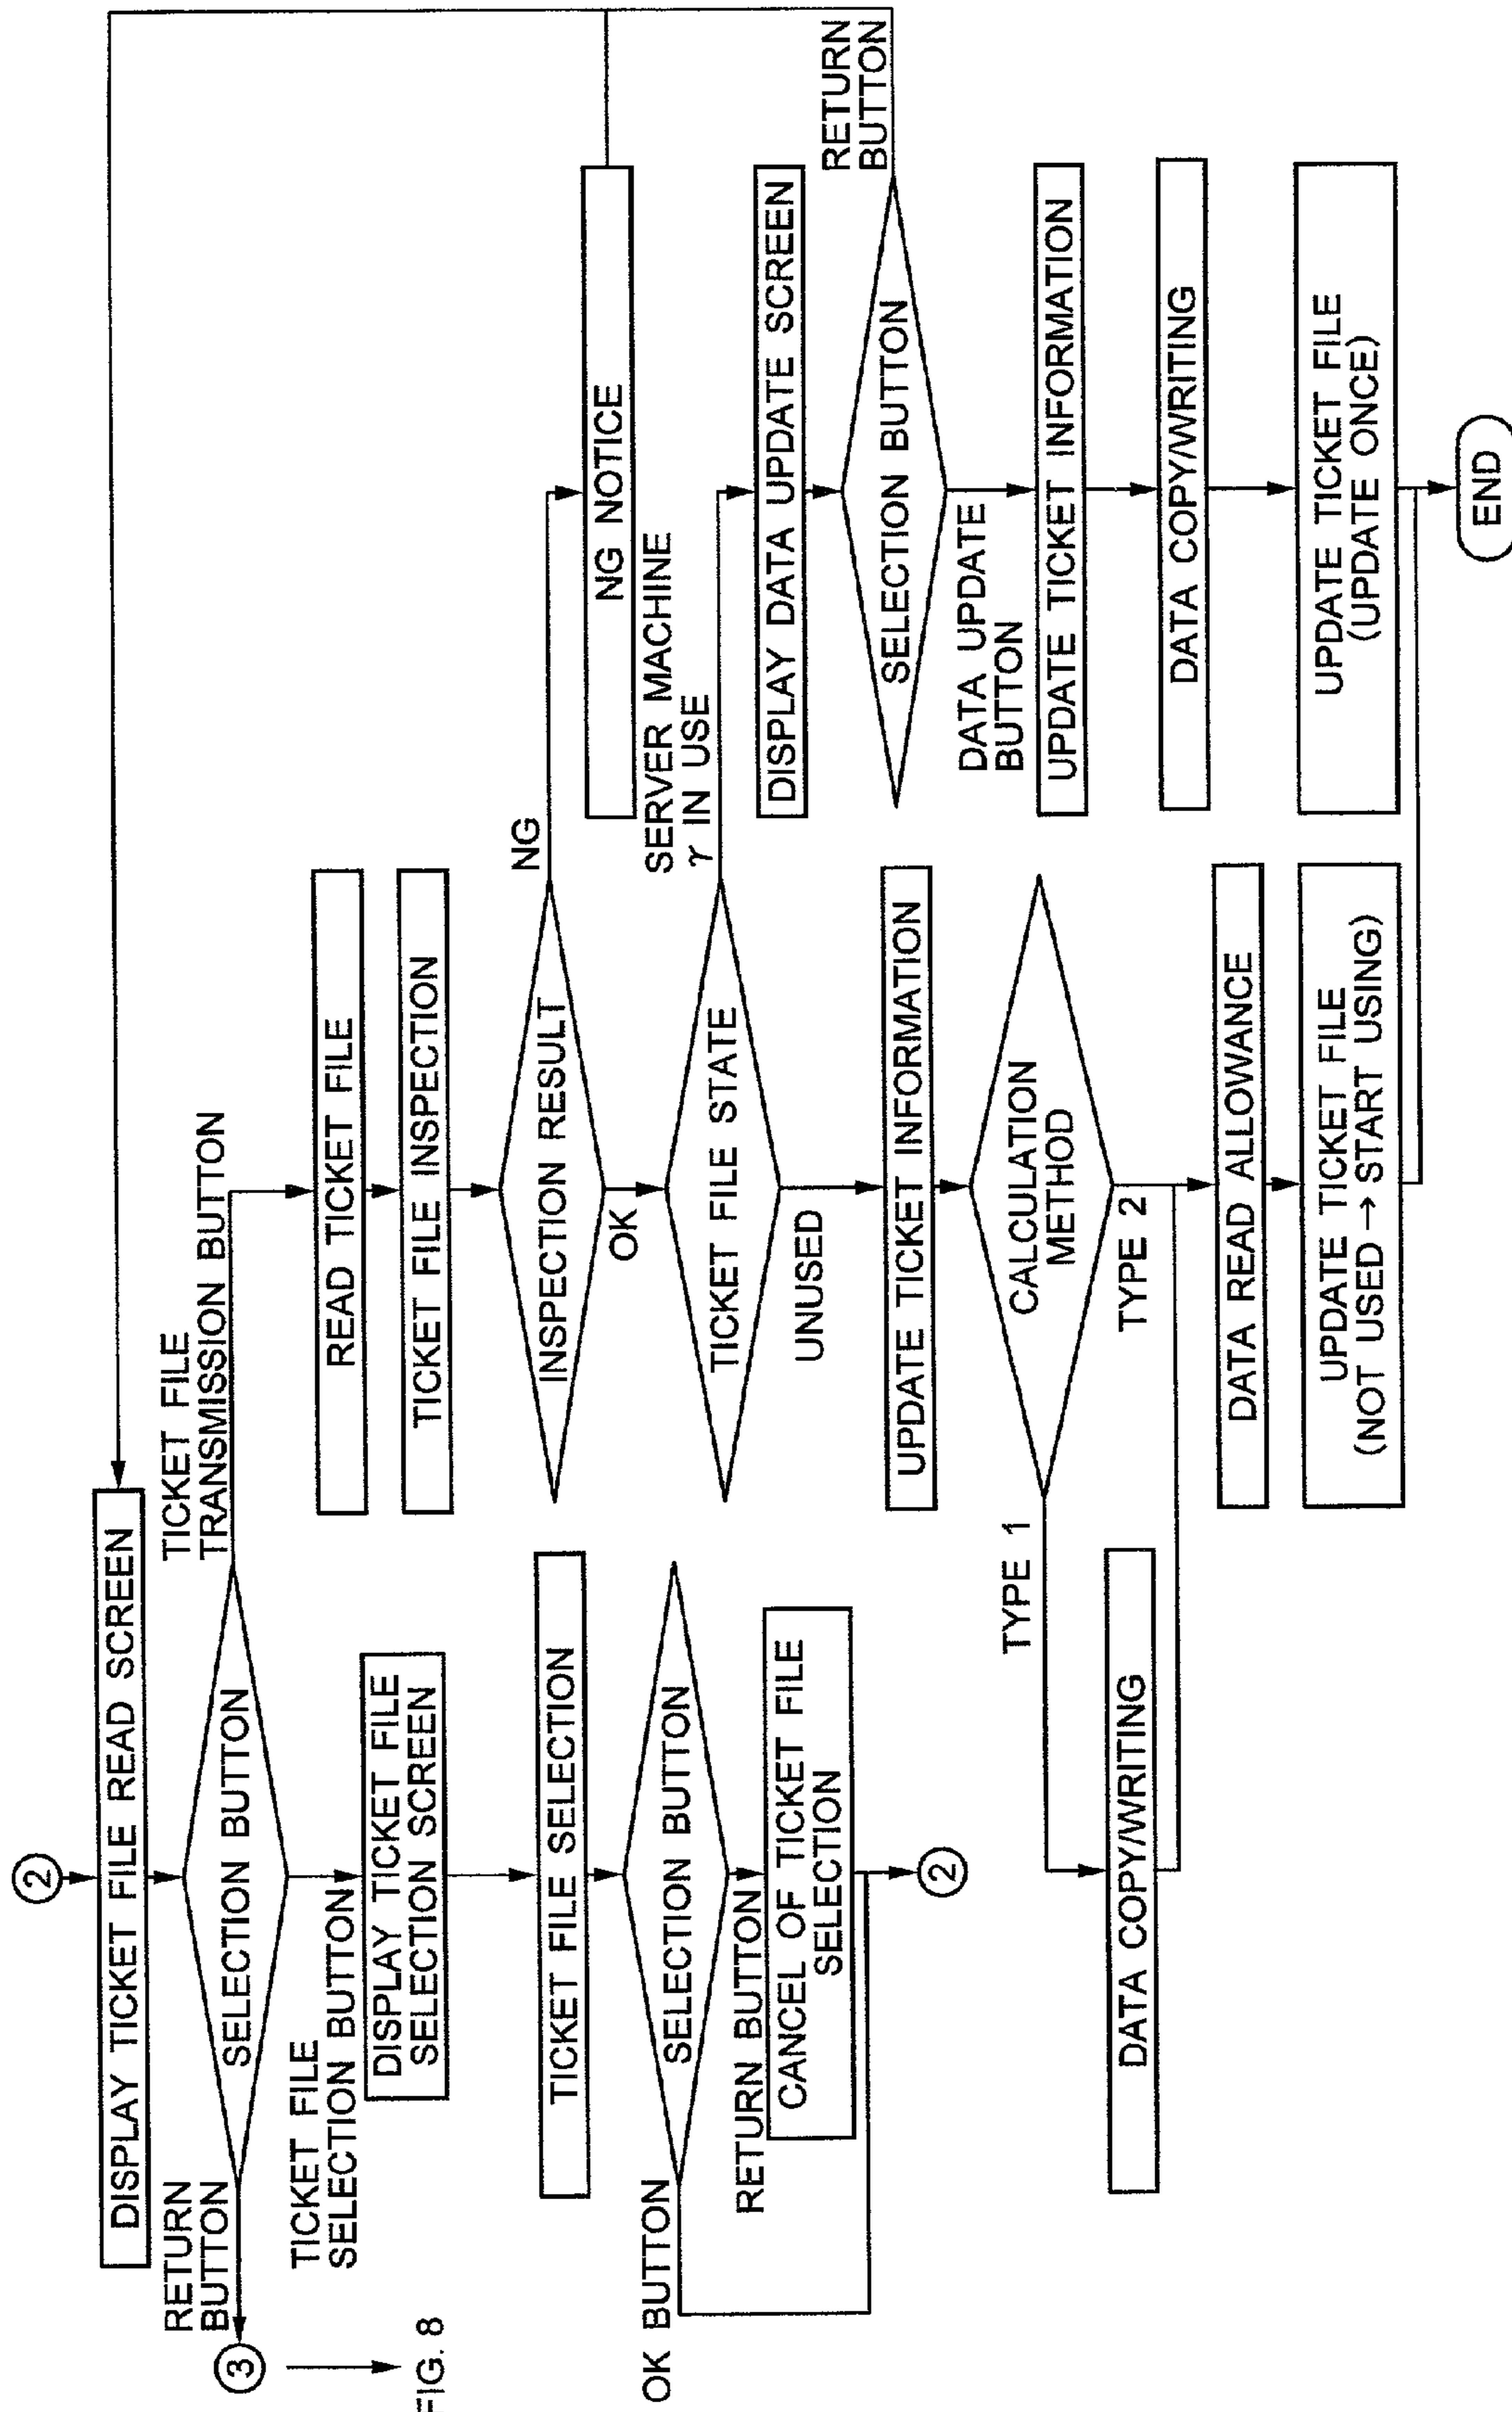 2
DISPLAY TICKET FILE READ SCREEN
RETURN
BUTTON
SELECTION BUTTON
TICKET FILE
TRANSMISSION BUTTON
3
FIG. 8
TICKET FILE
SELECTION BUTTON
DISPLAY TICKET FILE
SELECTION SCREEN
TICKET FILE SELECTION
OK BUTTON
SELECTION BUTTON
RETURN BUTTON
CANCEL OF TICKET FILE
SELECTION
2
READ TICKET FILE
TICKET FILE INSPECTION
INSPECTION RESULT
NG
OK
NG NOTICE
TICKET FILE STATE
SERVER MACHINE
γ IN USE
UNUSED
UPDATE TICKET INFORMATION
CALCULATION
METHOD
TYPE 1
TYPE 2
DATA COPY/WRITING
DATA READ ALLOWANCE
UPDATE TICKET FILE
(NOT USED → START USING)
DISPLAY DATA UPDATE SCREEN
SELECTION BUTTON
RETURN
BUTTON
DATA UPDATE
BUTTON
UPDATE TICKET INFORMATION
DATA COPY/WRITING
UPDATE TICKET FILE
(UPDATE ONCE)
END